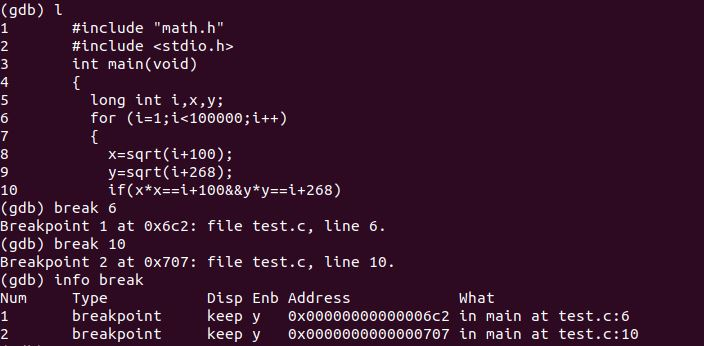 (gdb) l
1 #include "math.h"
2 #include <stdio.h>
3 int main(void)
4 {
5 long int i,x,y;
6 for (i=1;i<100000;i++)
7 {
8 x=sqrt(i+100);
9 y=sqrt(i+268);
10 if(x*x==i+100&&y*y==i+268)
(gdb) break 6
Breakpoint 1 at 0x6c2: file test.c, line 6.
(gdb) break 10
Breakpoint 2 at 0x707: file test.c, line 10.
(gdb) info break
Num Type Disp Enb Address What
1 breakpoint keep y 0x00000000000006c2 in main at test.c:6
2 breakpoint keep y 0x0000000000000707 in main at test.c:10